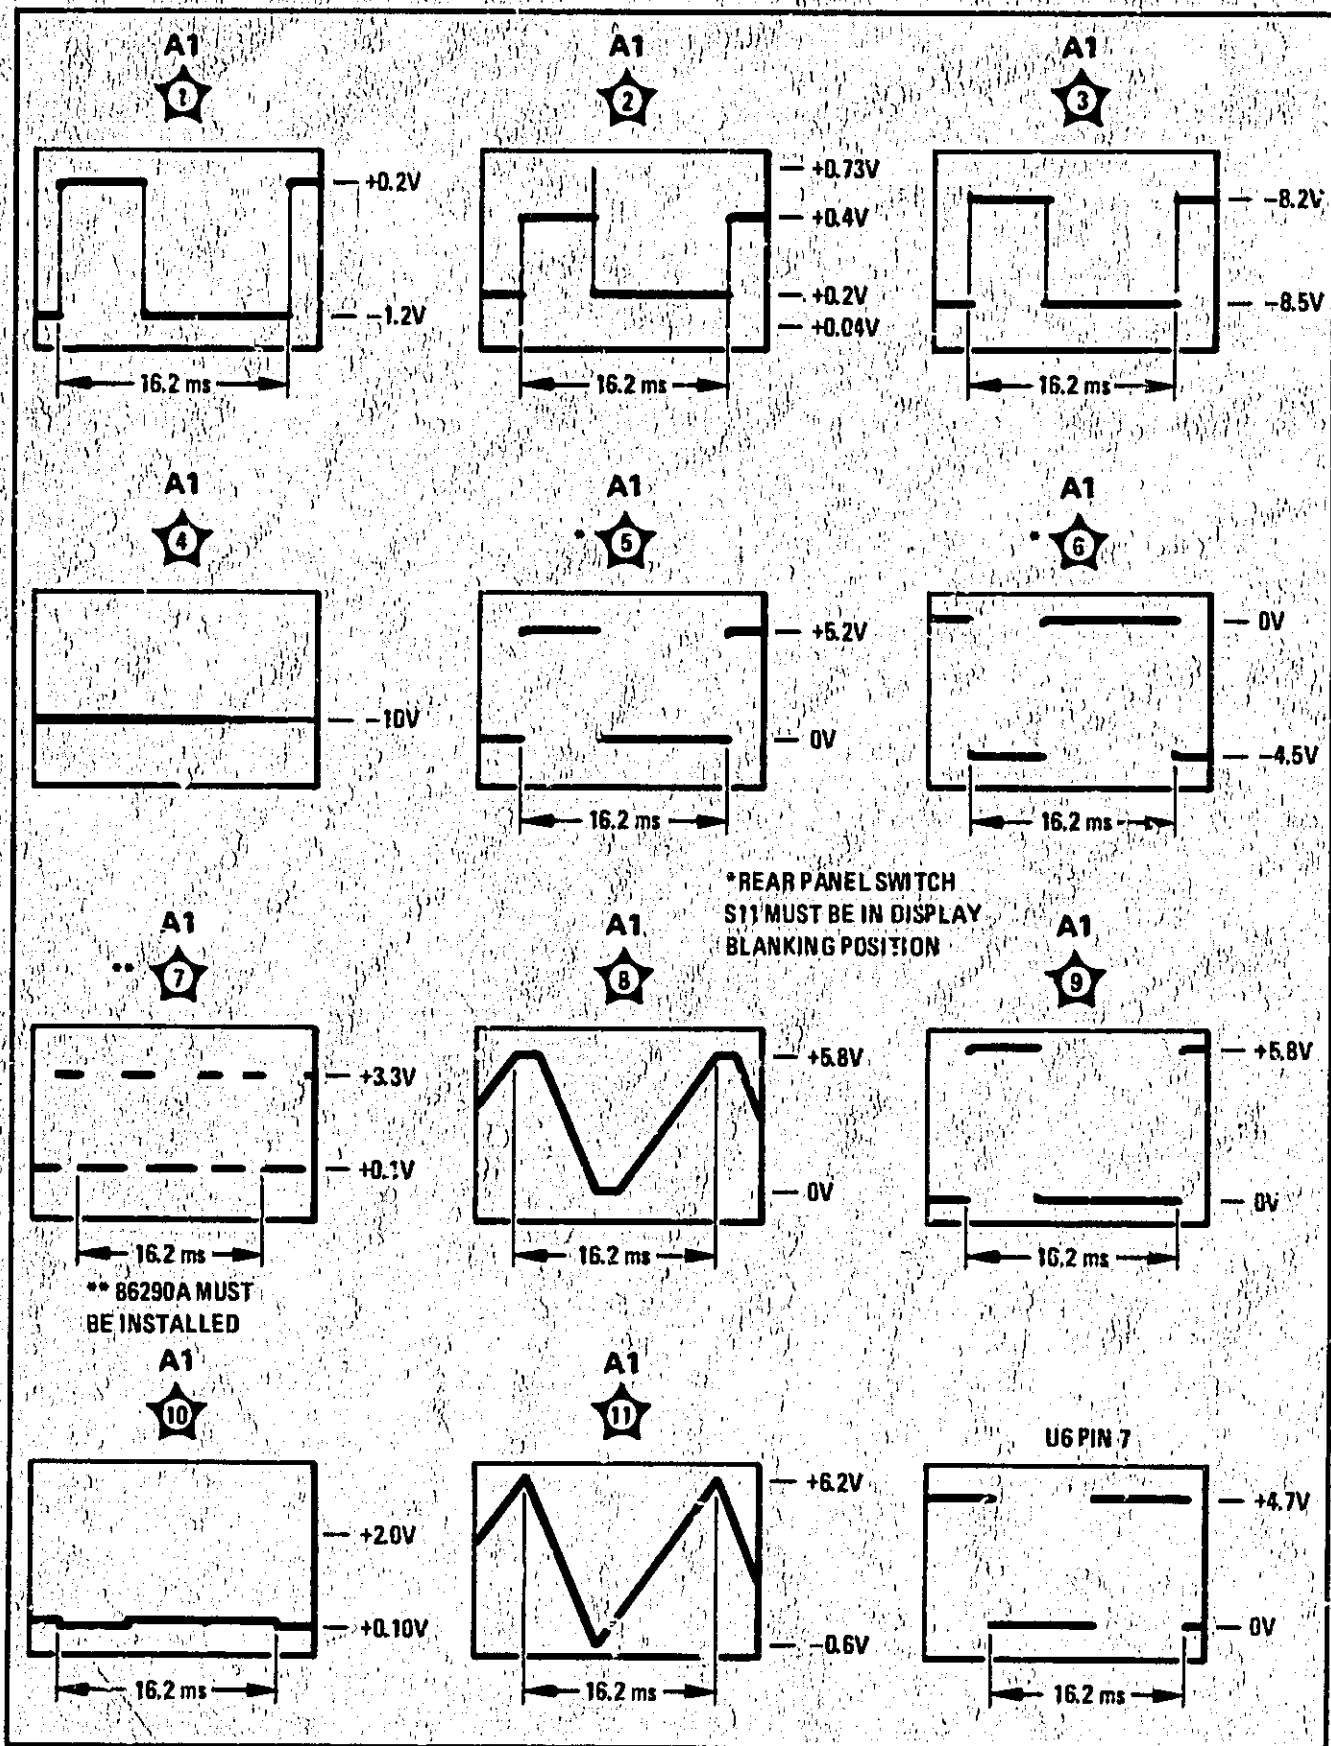 A1
1
+0.2V
-1.2V
16.2 ms
A1
2
+0.73V
+0.4V
+0.2V
+0.04V
16.2 ms
A1
3
-8.2V
-8.5V
16.2 ms
A1
4
-10V
A1
* 5
+5.2V
0V
16.2 ms
A1
* 6
0V
-4.5V
16.2 ms
*REAR PANEL SWITCH
S11 MUST BE IN DISPLAY
BLANKING POSITION
A1
** 7
+3.3V
+0.1V
16.2 ms
** 86290A MUST
BE INSTALLED
A1
8
+5.8V
0V
16.2 ms
A1
9
+5.8V
0V
16.2 ms
A1
10
+2.0V
+0.10V
16.2 ms
A1
11
+6.2V
-0.6V
16.2 ms
U6 PIN 7
+4.7V
0V
16.2 ms